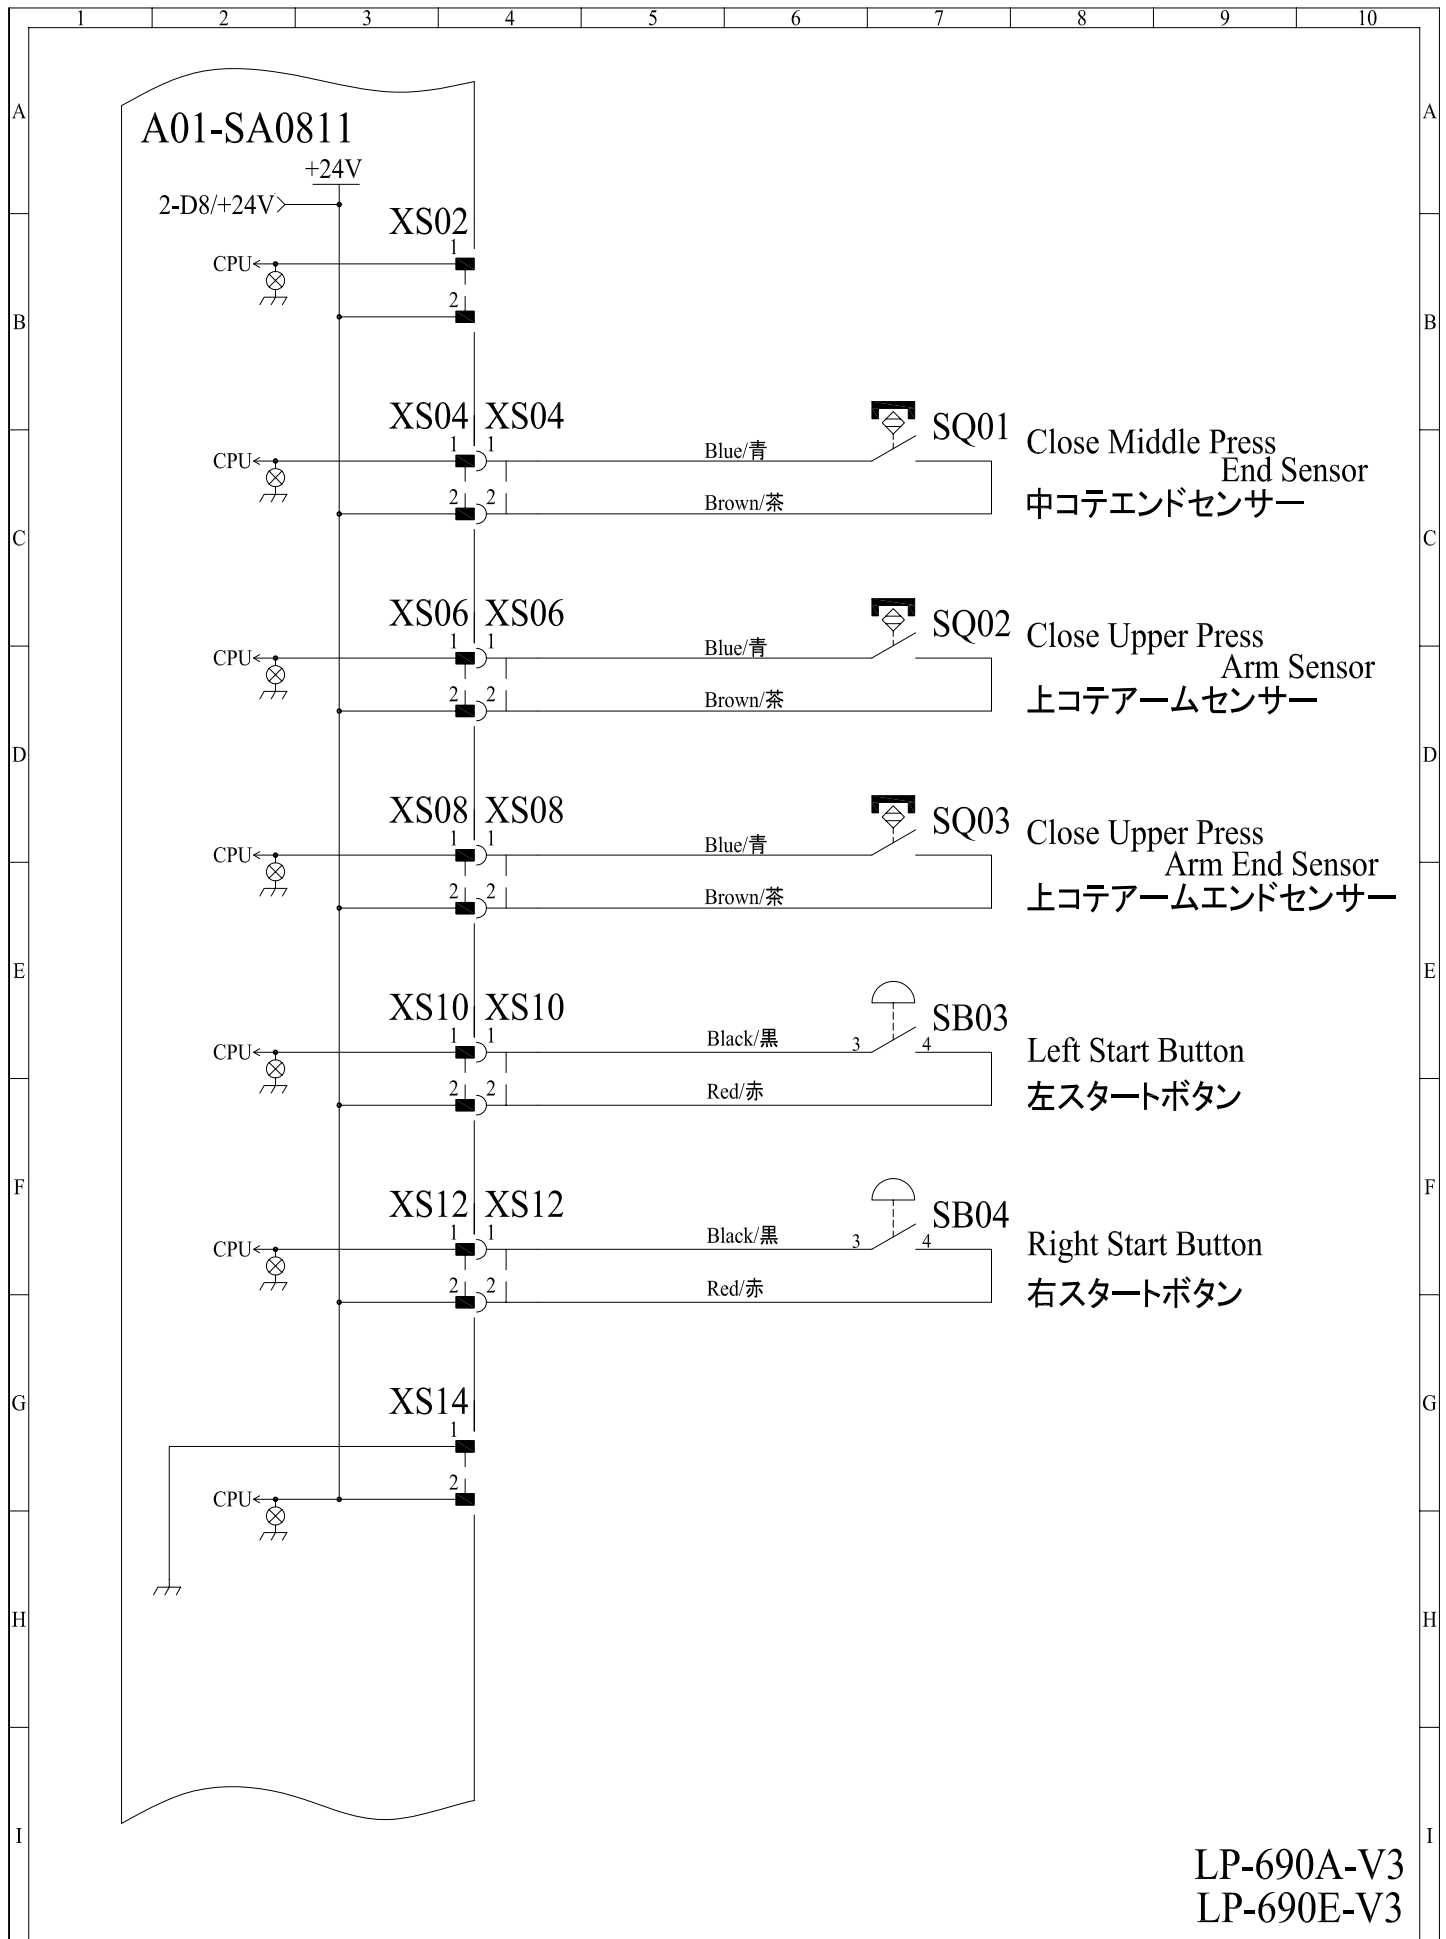 1 2 3 4 5 6 7 8 9 10
A A
A01-SA0811
+24V
2-D8/+24V
XS02
1
CPU
2
B B
XS04 XS04
SQ01
Close Middle Press
End Sensor
中コテエンドセンサー
1 1
Blue/青
CPU
2 2
Brown/茶
C C
XS06 XS06
SQ02
Close Upper Press
Arm Sensor
上コテアームセンサー
1 1
Blue/青
CPU
2 2
Brown/茶
D D
XS08 XS08
SQ03
Close Upper Press
Arm End Sensor
上コテアームエンドセンサー
1 1
Blue/青
CPU
2 2
Brown/茶
E E
XS10 XS10
SB03
1 1
Black/黒
3 4
CPU
Left Start Button
左スタートボタン
2 2
Red/赤
F F
XS12 XS12
SB04
1 1
Black/黒
3 4
CPU
Right Start Button
右スタートボタン
2 2
Red/赤
G G
XS14
1
2
CPU
H H
I I
LP-690A-V3
LP-690E-V3